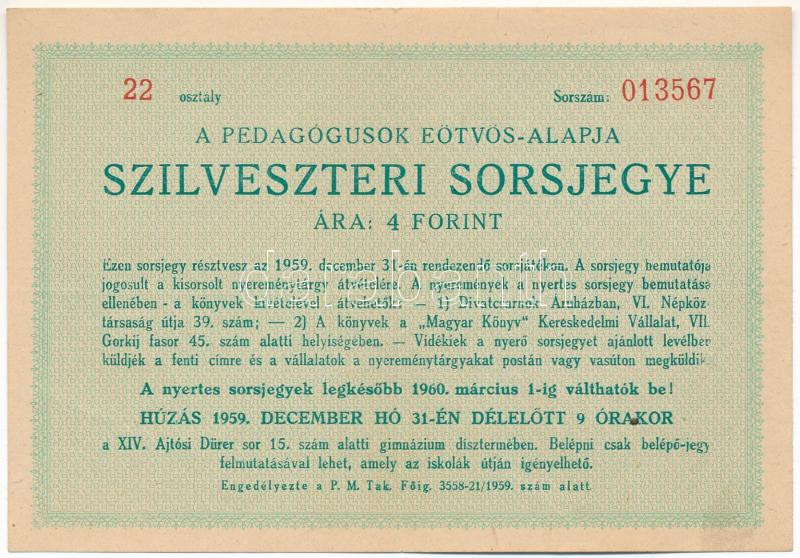 22 osztály Sorszám: 013567
A PEDAGÓGUSOK EÖTVÖS-ALAPJA
SZILVESZTERI SORSJEGYE
ÁRA: 4 FORINT
Ezen sorsjegy résztvesz az 1959. december 31-én rendezendő sorsjátékon. A sorsjegy bemutatója
jogosult a kisorsolt nyereménytárgy átvételére. A nyeremények a nyertes sorsjegy bemutatása
ellenében - a könyvek kivételével - átvehetők: — 1) Divatcsarnok Áruházban, VI. Népköz-
társaság útja 39. szám; — 2) A könyvek a „Magyar Könyv" Kereskedelmi Vállalat, VII.
Gorkij fasor 45. szám alatti helyiségében. — Vidékiek a nyerő sorsjegyet ajánlott levélber
küldjék a fenti címre és a vállalatok a nyereménytárgyakat postán vagy vasúton megküldik.
A nyertes sorsjegyek legkésőbb 1960. március 1-ig válthatók be!
HÚZÁS 1959. DECEMBER HÓ 31-ÉN DÉLELŐTT 9 ÓRAKOR
a XIV. Ajtósi Dürer sor 15. szám alatti gimnázium dísztermében. Belépni csak belépő-jegy
felmutatásával lehet, amely az iskolák útján igényelhető.
Engedélyezte a P. M. Tak. Főig. 3558-21/1959. szám alatt.
darabanth